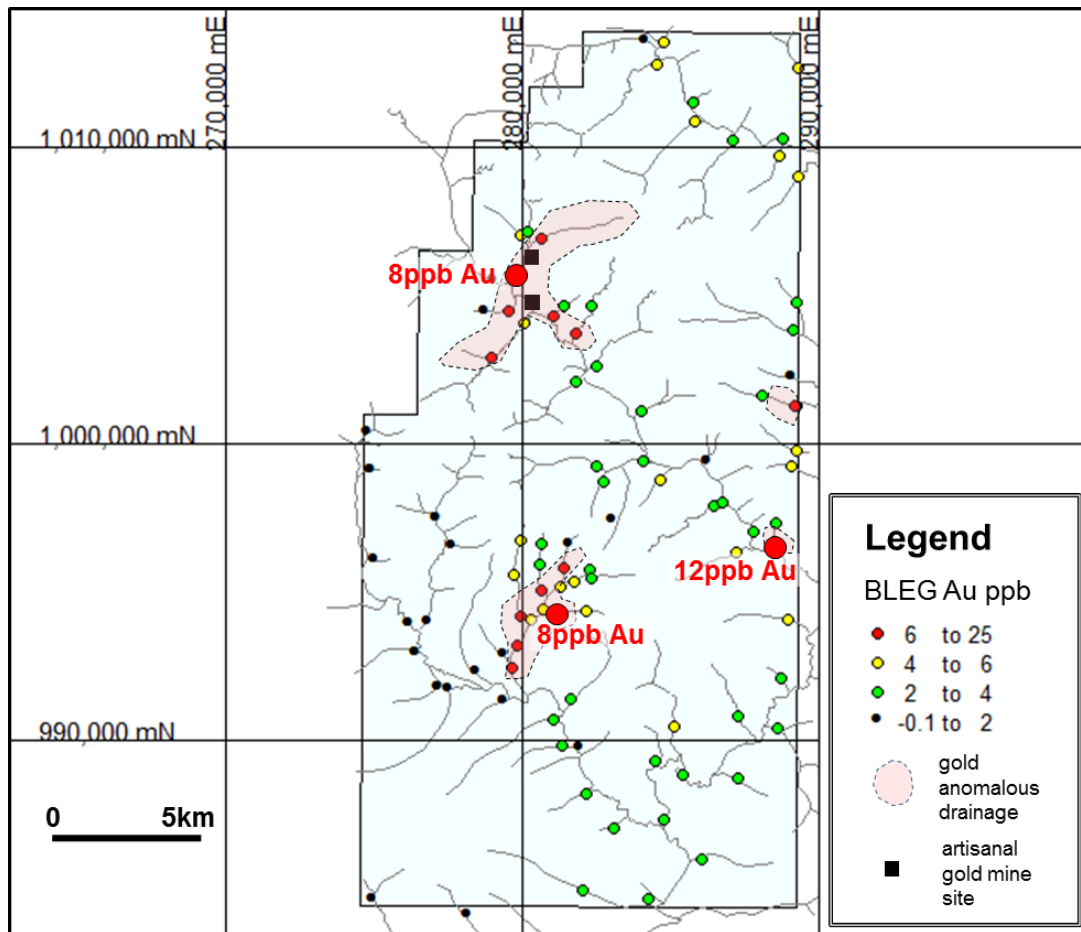 270,000 mE
280,000 mE
290,000 mE
1,010,000 mN
8ppb Au
1,000,000 mN
12ppb Au
8ppb Au
990,000 mN
0 5km
Legend
BLEG Au ppb
6 to 25
4 to 6
2 to 4
-0.1 to 2
gold
anomalous
drainage
artisanal
gold mine
site